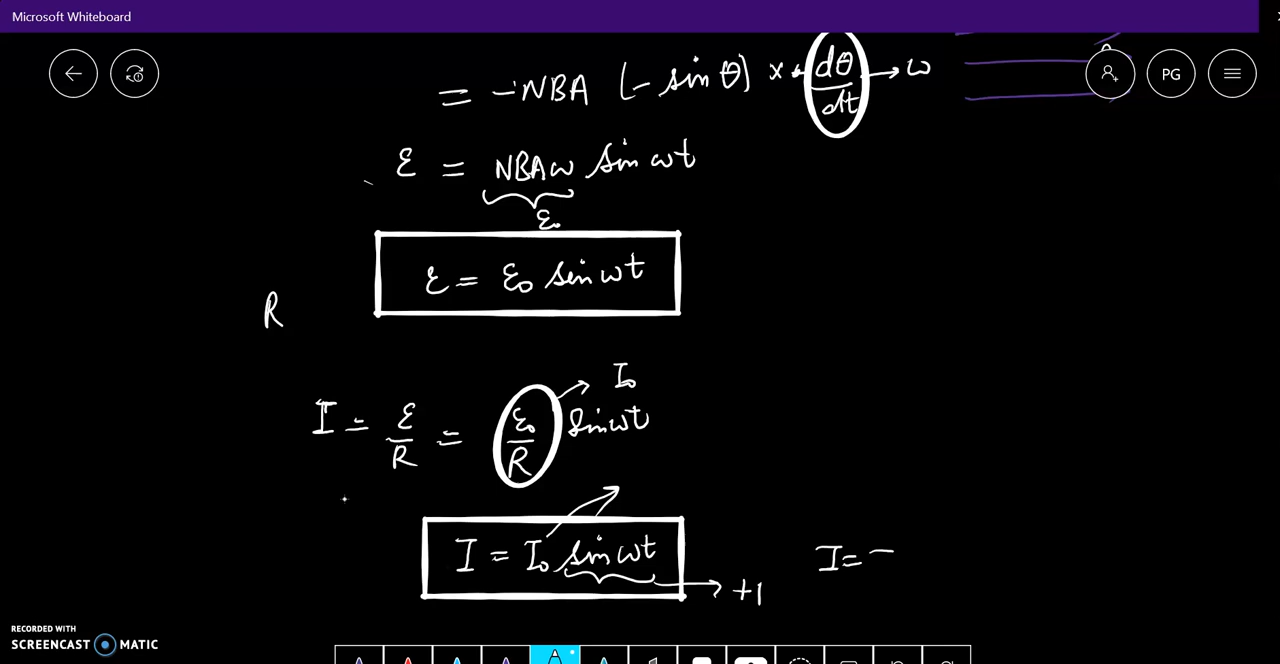 Microsoft Whiteboard
PG
= -NBA (-sin θ) × dθ/dt → ω
ε = NBAω sin ωt
ε₀
ε = ε₀ sin ωt
R
I₀
I = ε/R = ε₀/R sin ωt
I = I₀ sin ωt → +1
I = -
RECORDED WITH
SCREENCAST MATIC